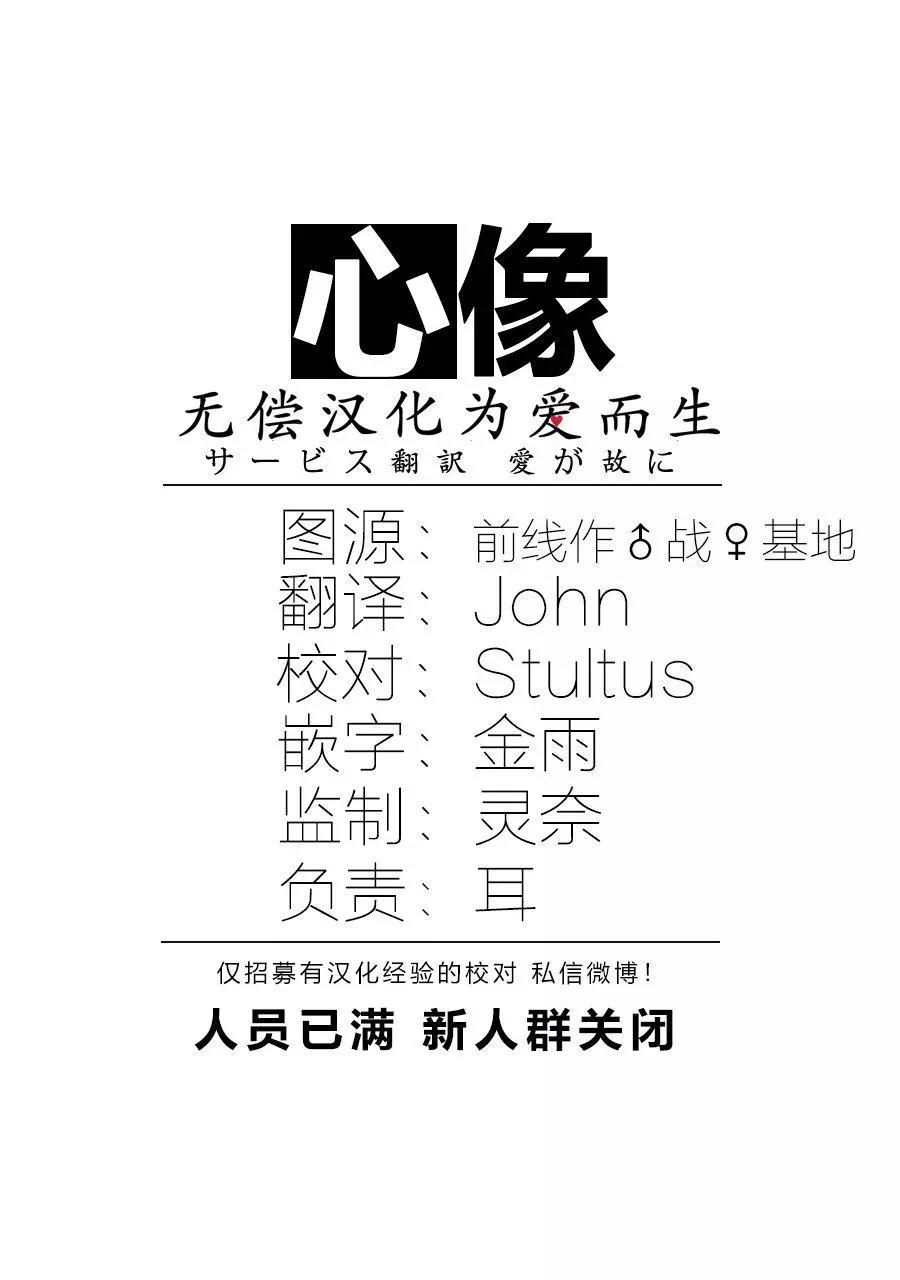 心像
无偿汉化为爱而生
サービス翻訳 愛が故に
图源：前线作♂战♀基地
翻译：John
校对：Stultus
嵌字：金雨
监制：灵奈
负责：耳
仅招募有汉化经验的校对 私信微博！
人员已满 新人群关闭